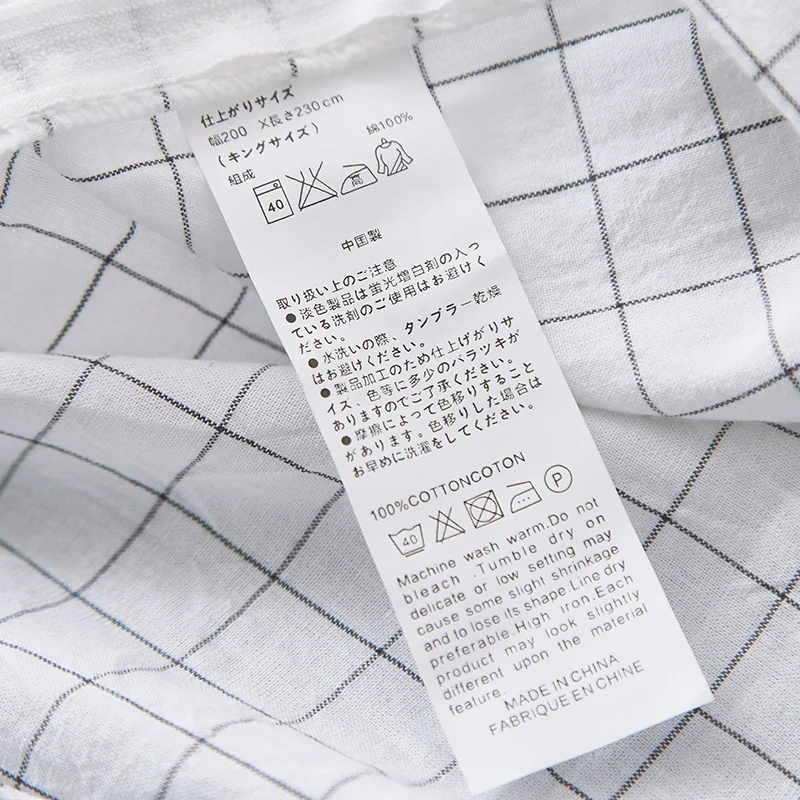 仕上がりサイズ
幅200 X長さ230cm
(キングサイズ) 綿100%
組成
40 高
中国製
取り扱い上のご注意
●淡色製品は蛍光増白剤の入っ
ている洗剤のご使用はお避けく
ださい。
●水洗いの際、タンブラー乾燥
はお避けください。
●製品加工のため仕上げがりサ
イズ、色等に多少のバラツキが
ありますのでご了承ください。
●摩擦によって色移りすること
があります。色移りした場合は
お早めに洗濯をしてください。
100%COTTONCOTON
40 P
Machine wash warm.Do not
bleach .Tumble dry on
delicate or low setting may
cause some slight shrinkage
and to lose its shape.Line dry
preferable.High iron.Each
product may look slightly
different upon the material
feature.
MADE IN CHINA
FABRIQUE EN CHINE